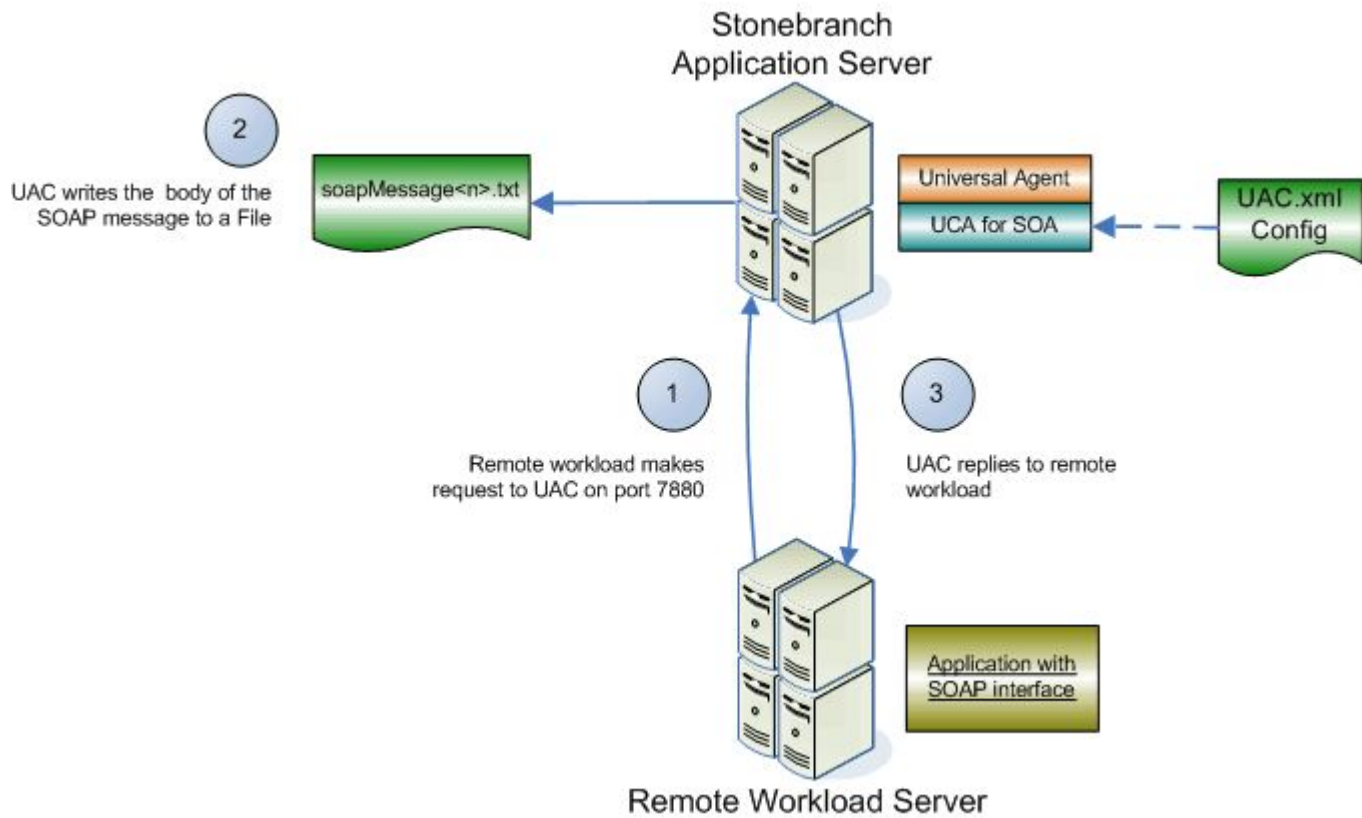 Stonebranch
Application Server
2
UAC writes the body of the
SOAP message to a File
soapMessage<n>.txt
Universal Agent
UCA for SOA
UAC.xml
Config
1
Remote workload makes
request to UAC on port 7880
3
UAC replies to remote
workload
Application with
SOAP interface
Remote Workload Server